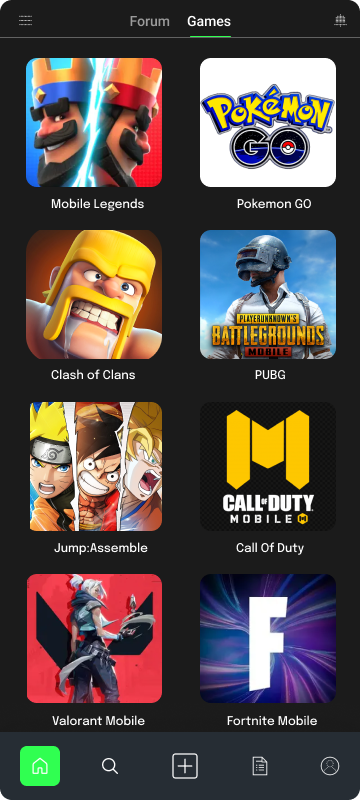 Forum Games
POKÉMON
GO
Mobile Legends Pokemon GO
PLAYERUNKNOWN'S
BATTLEGROUNDS
MOBILE
Clash of Clans PUBG
CALL OF DUTY
MOBILE
Jump:Assemble Call Of Duty
F
Valorant Mobile Fortnite Mobile